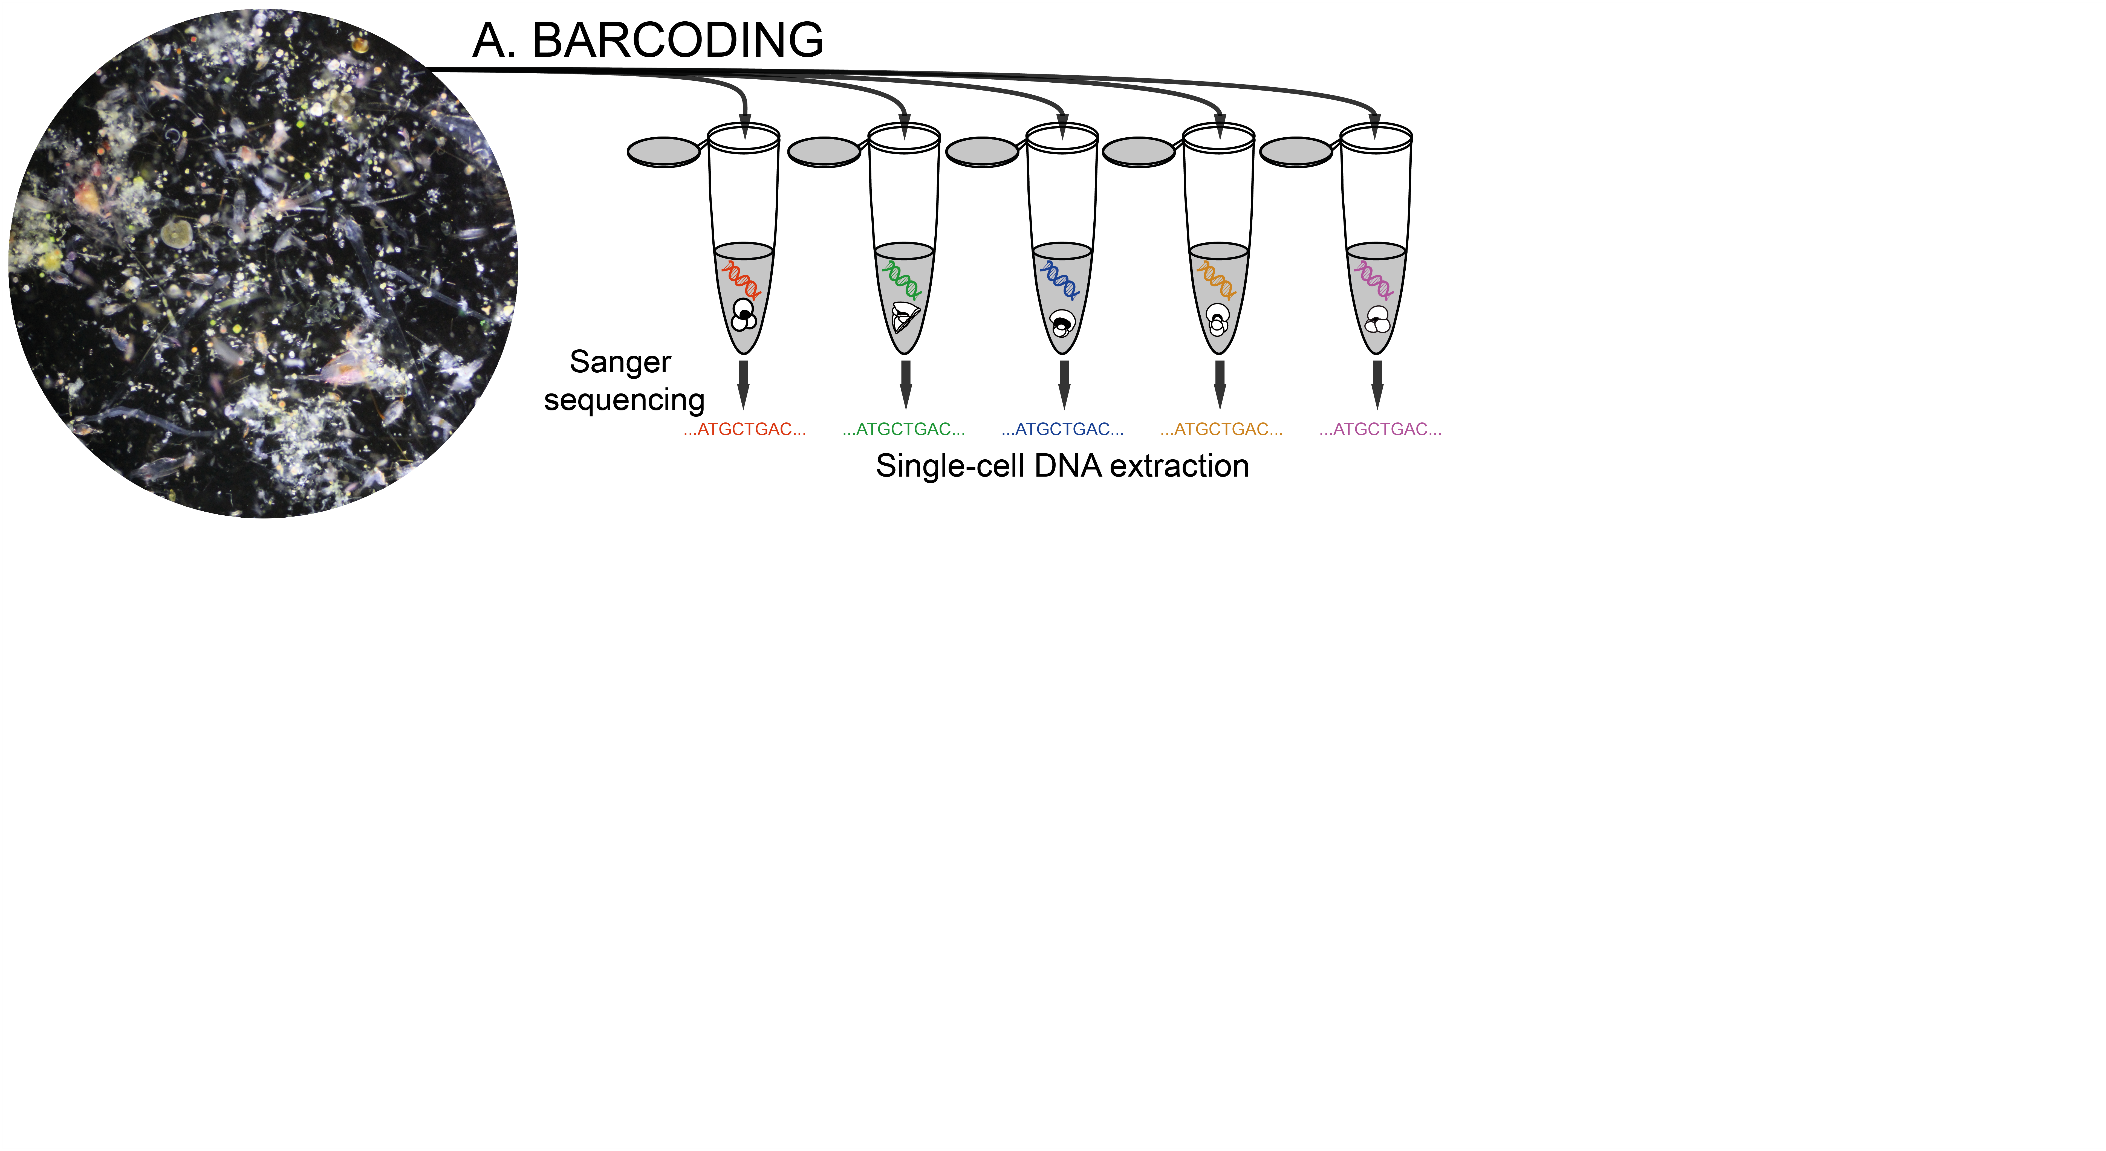 A. BARCODING
Sanger
sequencing
...ATGCTGAC... ...ATGCTGAC... ...ATGCTGAC... ...ATGCTGAC... ...ATGCTGAC...
Single-cell DNA extraction